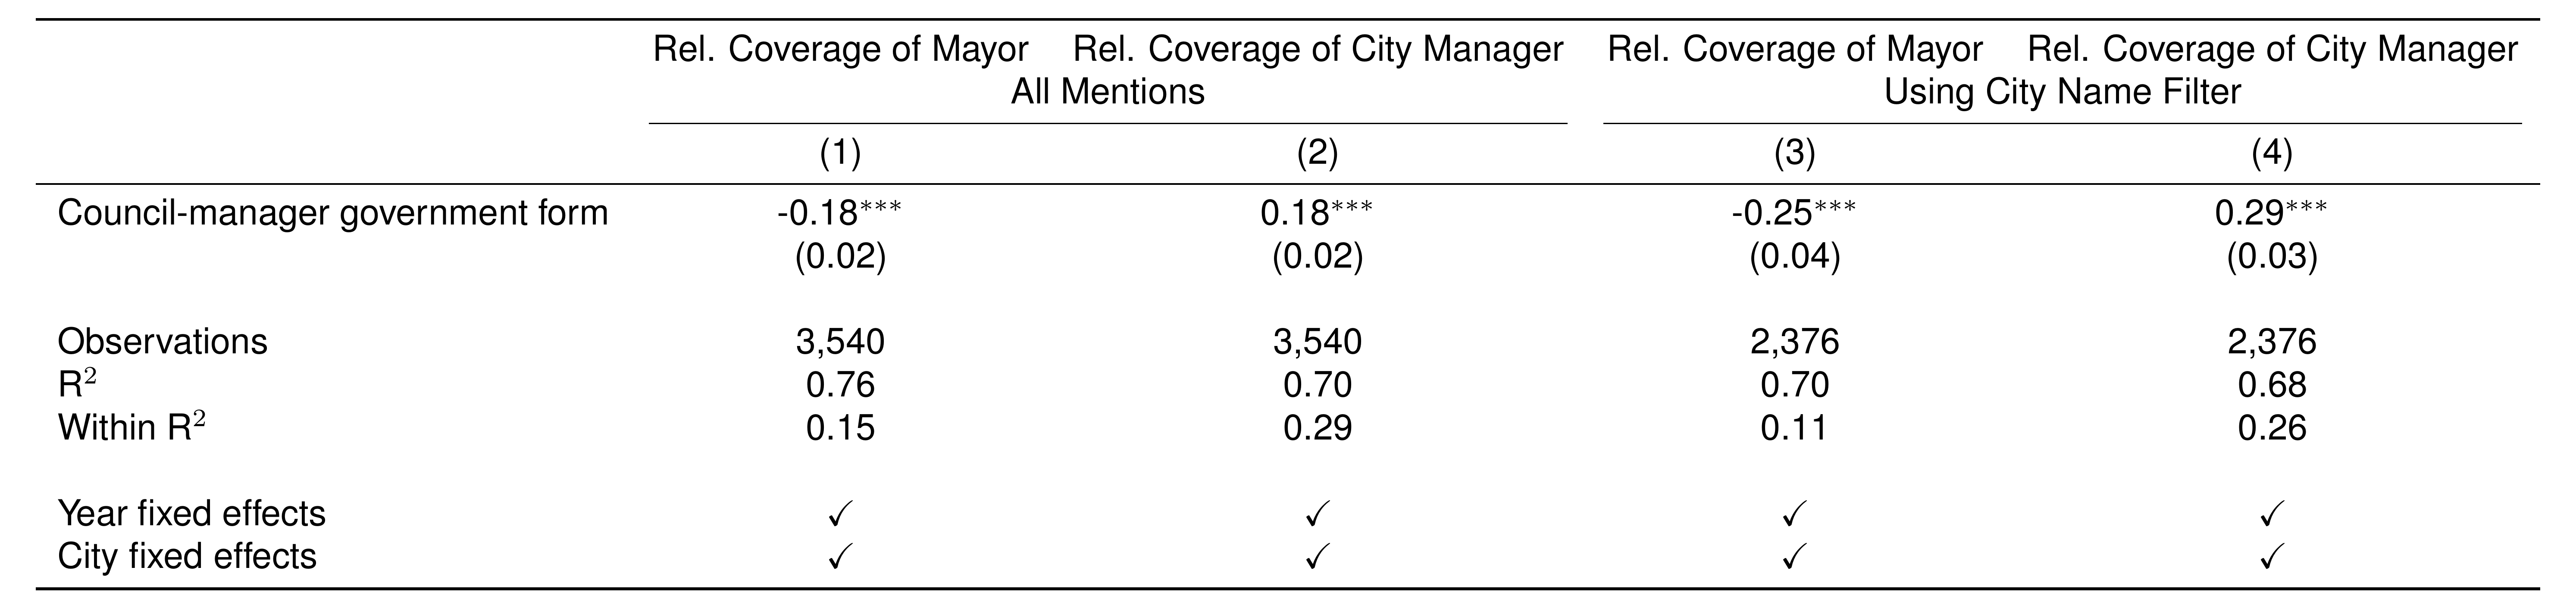 Rel. Coverage of Mayor Rel. Coverage of City Manager Rel. Coverage of Mayor Rel. Coverage of City Manager
All Mentions Using City Name Filter
(1) (2) (3) (4)
Council-manager government form -0.18*** 0.18*** -0.25*** 0.29***
(0.02) (0.02) (0.04) (0.03)
Observations 3,540 3,540 2,376 2,376
R² 0.76 0.70 0.70 0.68
Within R² 0.15 0.29 0.11 0.26
Year fixed effects ✓ ✓ ✓ ✓
City fixed effects ✓ ✓ ✓ ✓